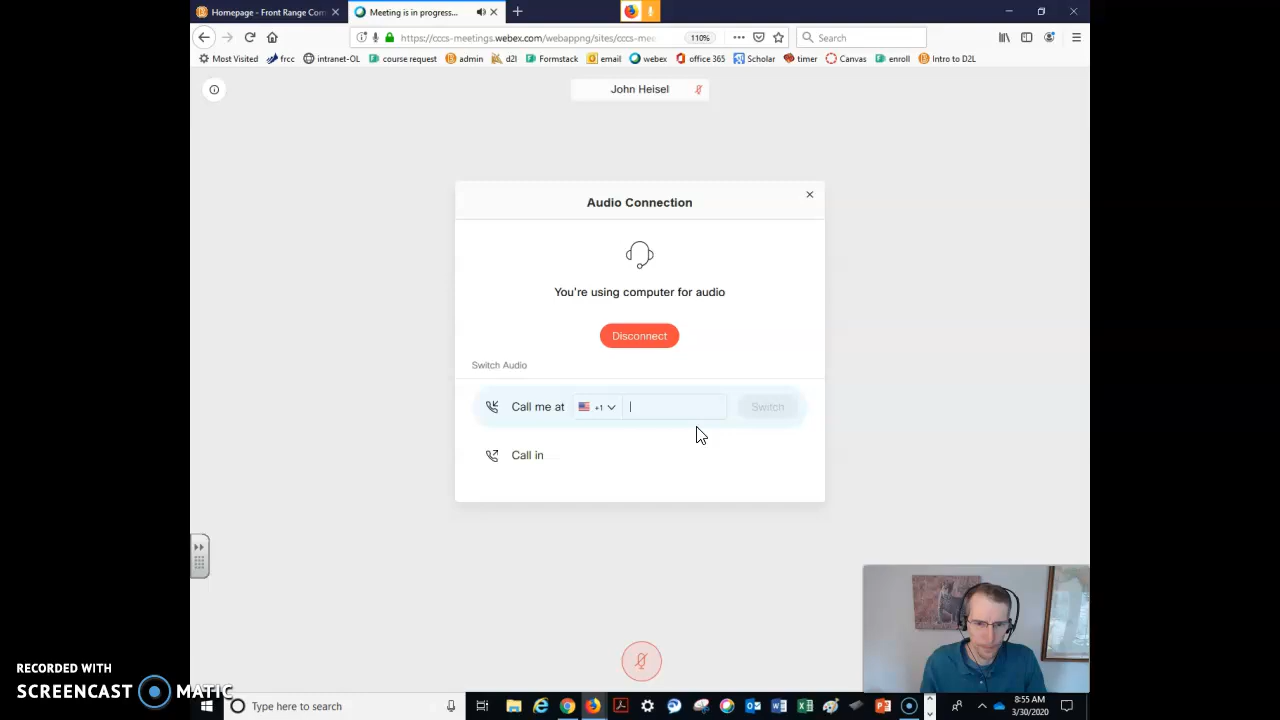 Homepage - Front Range Com
Meeting is in progress...
https://cccs-meetings.webex.com/webappng/sites/cccs-mee
110%
Search
Most Visited
frcc
intranet-OL
course request
admin
d2l
Formstack
email
webex
office 365
Scholar
timer
Canvas
enroll
Intro to D2L
John Heisel
Audio Connection
You're using computer for audio
Disconnect
Switch Audio
Call me at +1 Switch
Call in
RECORDED WITH
SCREENCAST MATIC
Type here to search
8:55 AM
3/30/2020